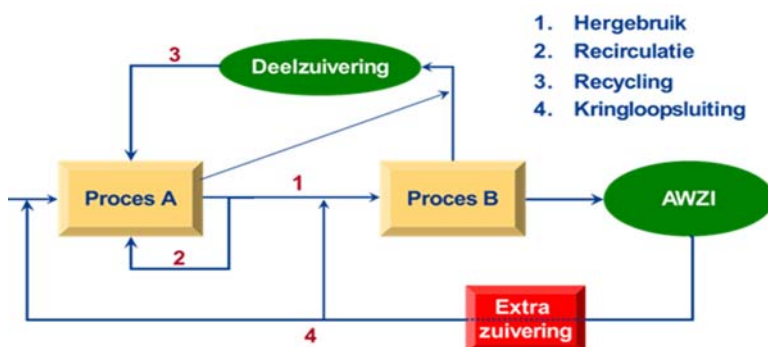 1. Hergebruik
2. Recirculatie
3. Recycling
4. Kringloopsluiting
3
Deelzuivering
Proces A
1
Proces B
AWZI
2
Extra
zuivering
4